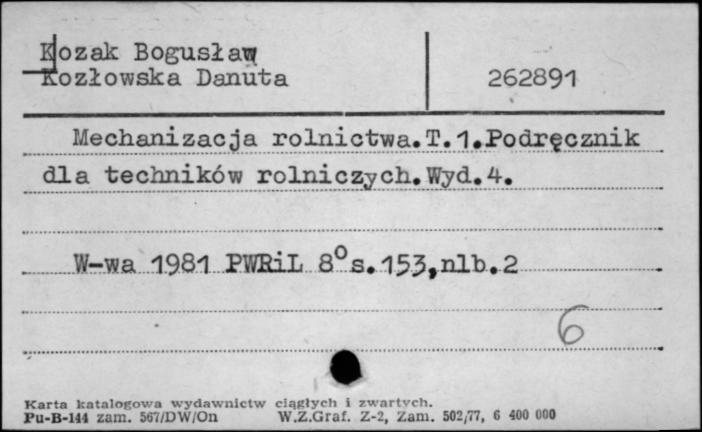 Kozak Bogusław
Kozłowska Danuta
262891
Mechanizacja rolnictwa.T.1.Podręcznik
dla techników rolniczych.Wyd.4.
W-wa 1981 PWRiL 8° s.153,nlb.2
6
Karta katalogowa wydawnictw ciągłych i zwartych.
Pu-B-144 zam. 567/DW/On W.Z.Graf. Z-2, Zam. 502/77, 6 400 000